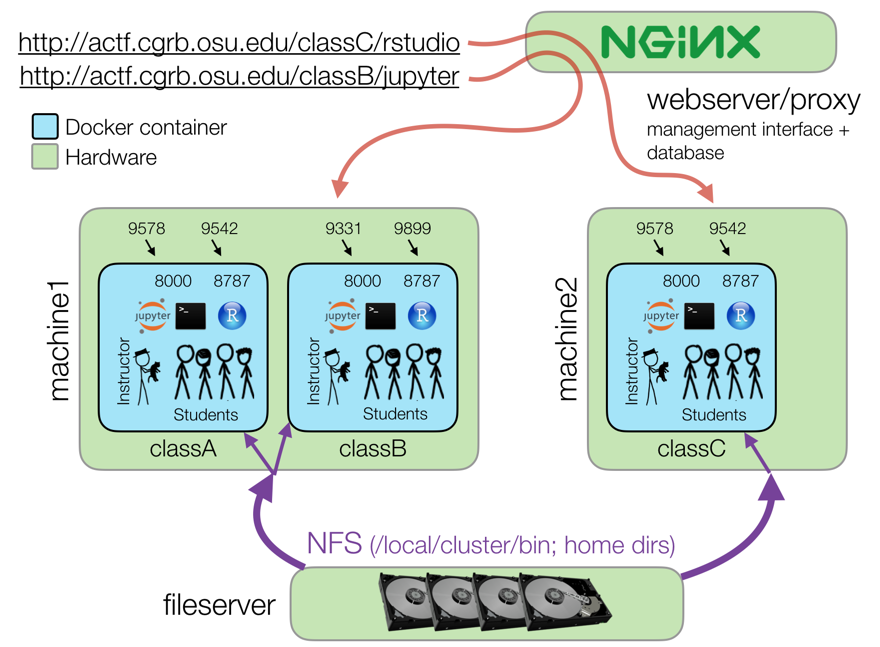 http://actf.cgrb.osu.edu/classC/rstudio
http://actf.cgrb.osu.edu/classB/jupyter
NGINX
webserver/proxy
management interface +
database
Docker container
Hardware
machine1
9578 9542 9331 9899
8000 8787 8000 8787
jupyter >_ R jupyter >_ R
Instructor Instructor
Students Students
classA classB
machine2
9578 9542
8000 8787
jupyter >_ R
Instructor
Students
classC
NFS (/local/cluster/bin; home dirs)
fileserver